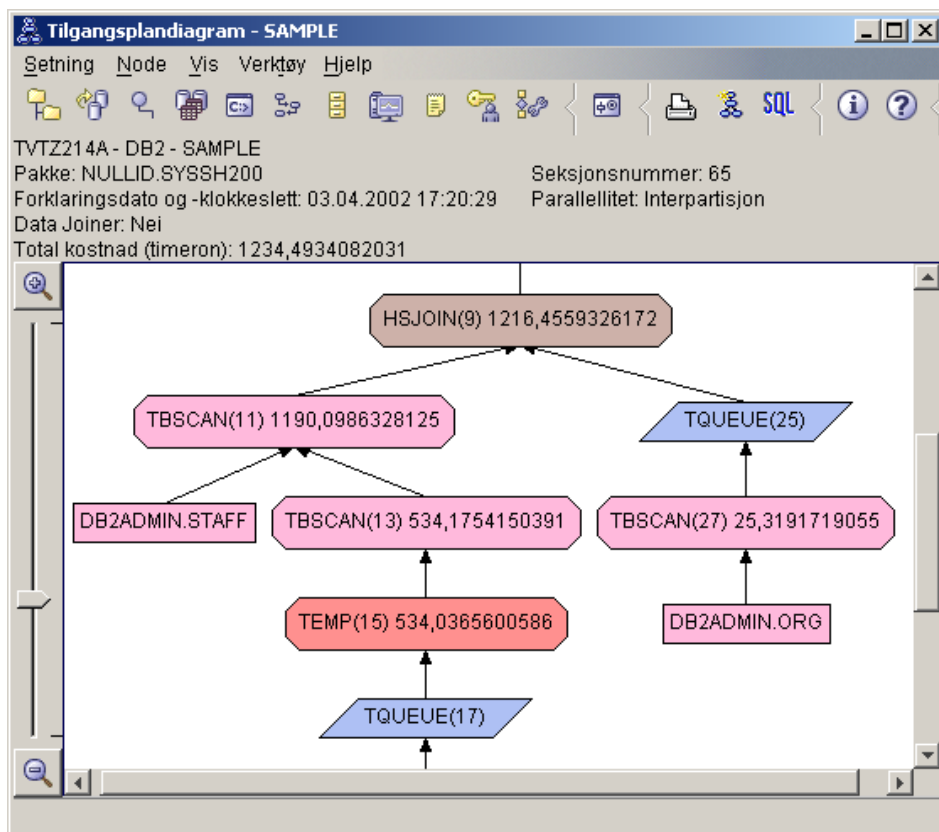 Tilgangsplandiagram - SAMPLE
Setning Node Vis Verktøy Hjelp
C:> SQL
TVTZ214A - DB2 - SAMPLE
Pakke: NULLID.SYSSH200 Seksjonsnummer: 65
Forklaringsdato og -klokkeslett: 03.04.2002 17:20:29 Parallellitet: Interpartisjon
Data Joiner: Nei
Total kostnad (timeron): 1234,4934082031
HSJOIN(9) 1216,4559326172
TBSCAN(11) 1190,0986328125
TQUEUE(25)
DB2ADMIN.STAFF
TBSCAN(13) 534,1754150391
TBSCAN(27) 25,3191719055
TEMP(15) 534,0365600586
DB2ADMIN.ORG
TQUEUE(17)